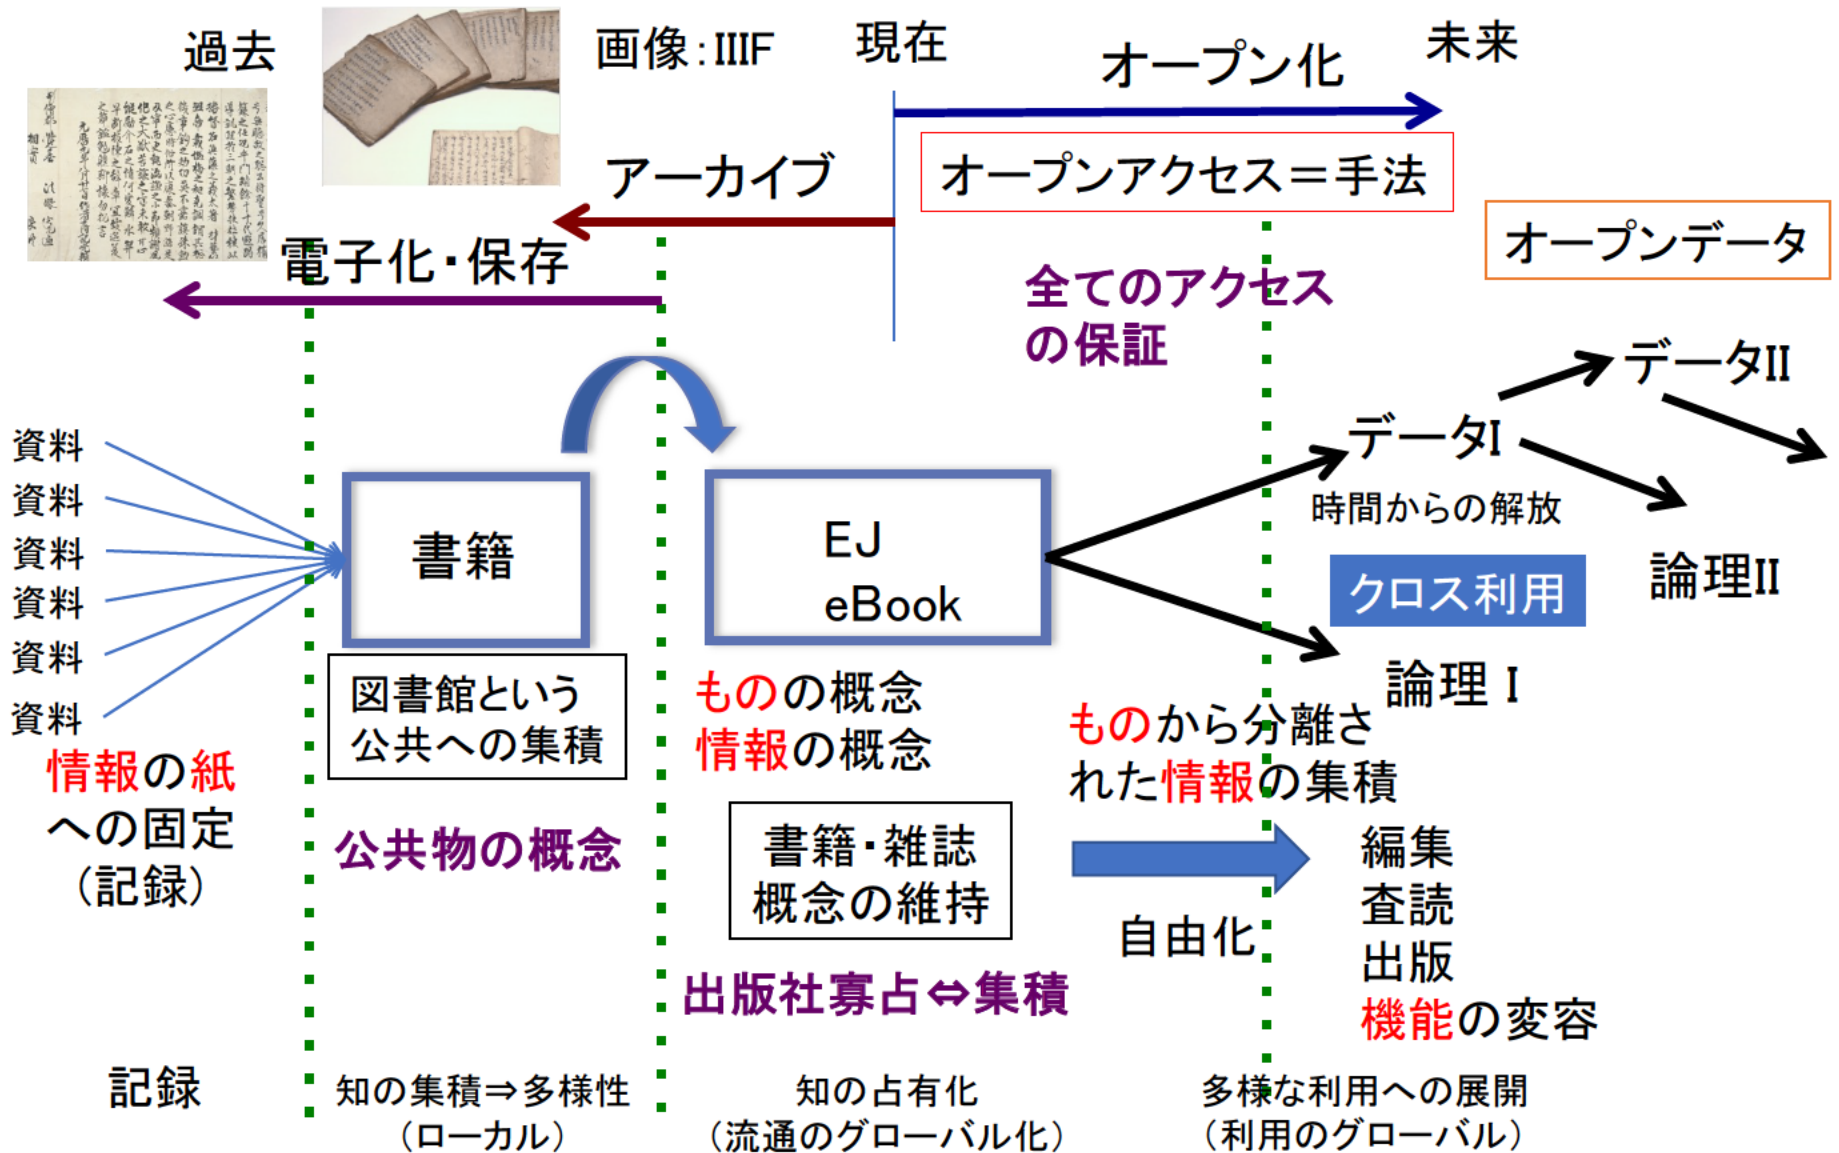 過去
画像：IIIF
現在
オープン化
未来
アーカイブ
オープンアクセス＝手法
オープンデータ
電子化・保存
全てのアクセス
の保証
データII
データI
時間からの解放
クロス利用
論理II
論理 I
資料
資料
資料
資料
資料
資料
書籍
EJ
eBook
情報の紙
への固定
（記録）
図書館という
公共への集積
公共物の概念
ものの概念
情報の概念
書籍・雑誌
概念の維持
出版社寡占⇔集積
ものから分離さ
れた情報の集積
自由化
編集
査読
出版
機能の変容
記録
知の集積⇒多様性
（ローカル）
知の占有化
（流通のグローバル化）
多様な利用への展開
（利用のグローバル）